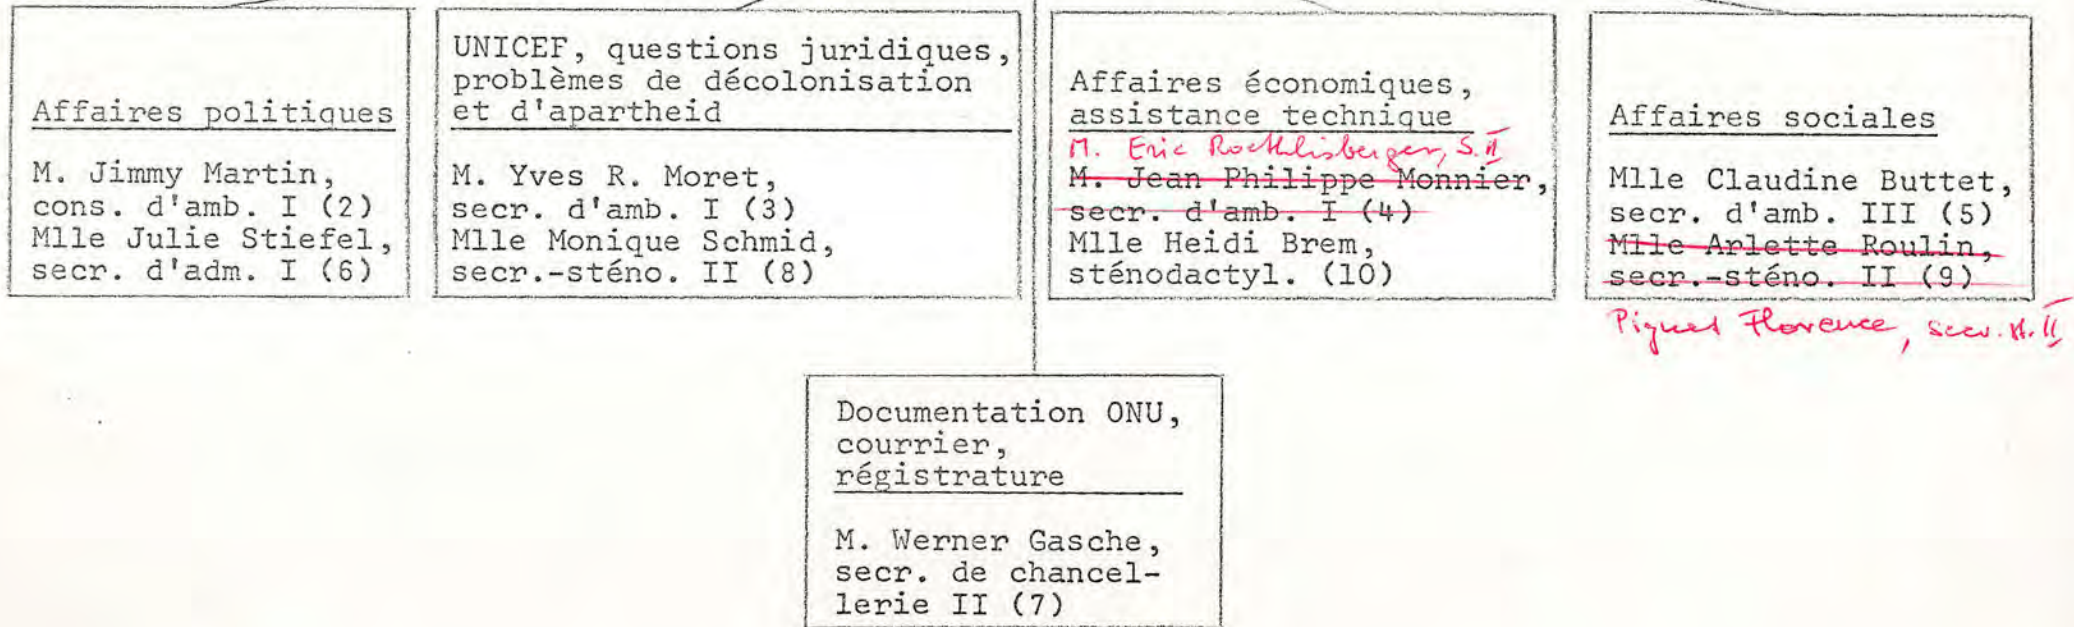 Affaires politiques
M. Jimmy Martin,
cons. d'amb. I (2)
Mlle Julie Stiefel,
secr. d'adm. I (6)
UNICEF, questions juridiques,
problèmes de décolonisation
et d'apartheid
M. Yves R. Moret,
secr. d'amb. I (3)
Mlle Monique Schmid,
secr.-sténo. II (8)
Affaires économiques,
assistance technique
M. Eric Roethlisberger, S. II
M. Jean Philippe Monnier,
secr. d'amb. I (4)
Mlle Heidi Brem,
sténodactyl. (10)
Affaires sociales
Mlle Claudine Buttet,
secr. d'amb. III (5)
Mlle Arlette Roulin,
secr.-sténo. II (9)
Piguet Florence, secr. II
Documentation ONU,
courrier,
régistrature
M. Werner Gasche,
secr. de chancel-
lerie II (7)